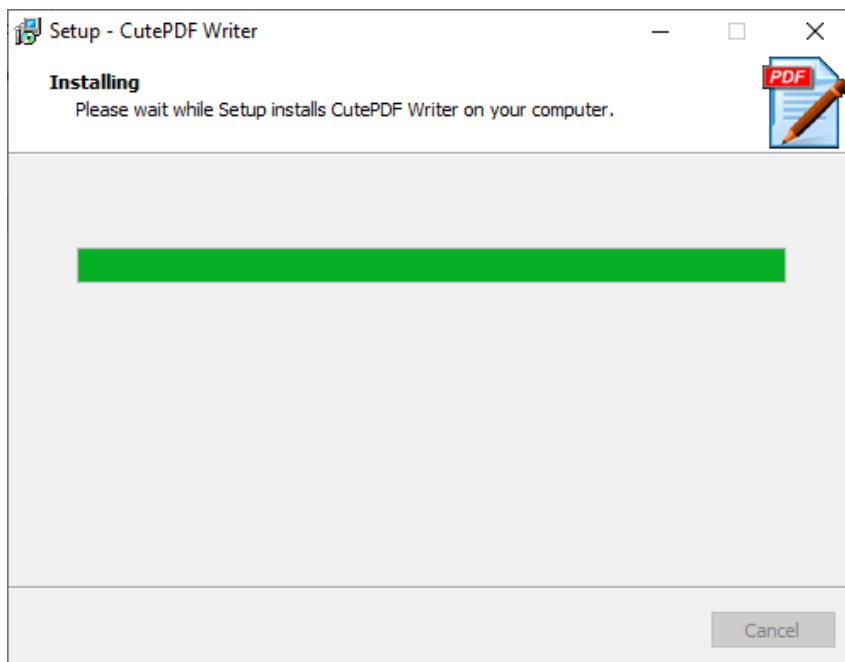 Setup - CutePDF Writer
Installing
Please wait while Setup installs CutePDF Writer on your computer.
PDF
Cancel